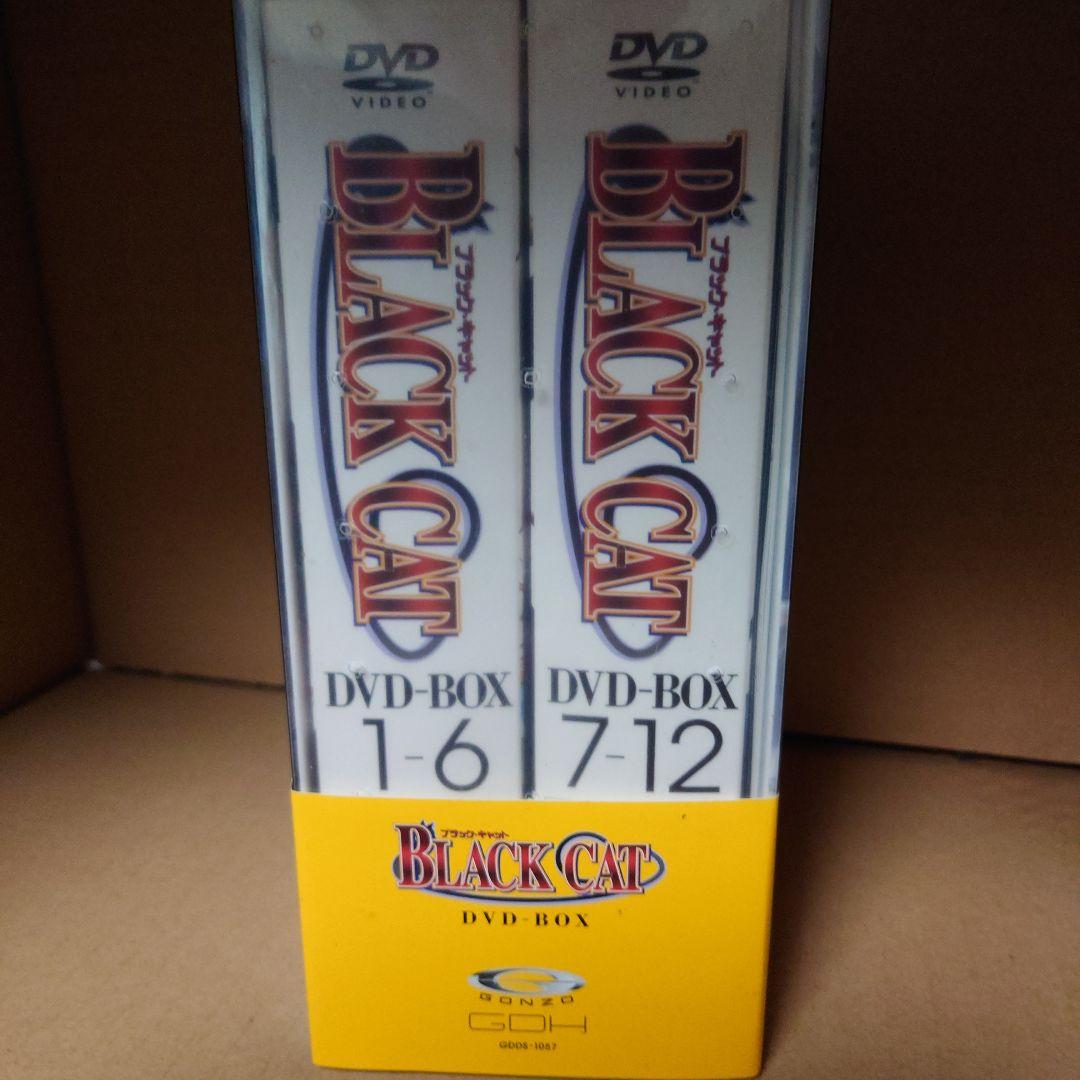 DVD
VIDEO
BLACK CAT
ブラック・キャット
DVD-BOX
1-6
DVD
VIDEO
BLACK CAT
ブラック・キャット
DVD-BOX
7-12
ブラック・キャット
BLACK CAT
DVD-BOX
GONZO
GDH
GDDS-1087